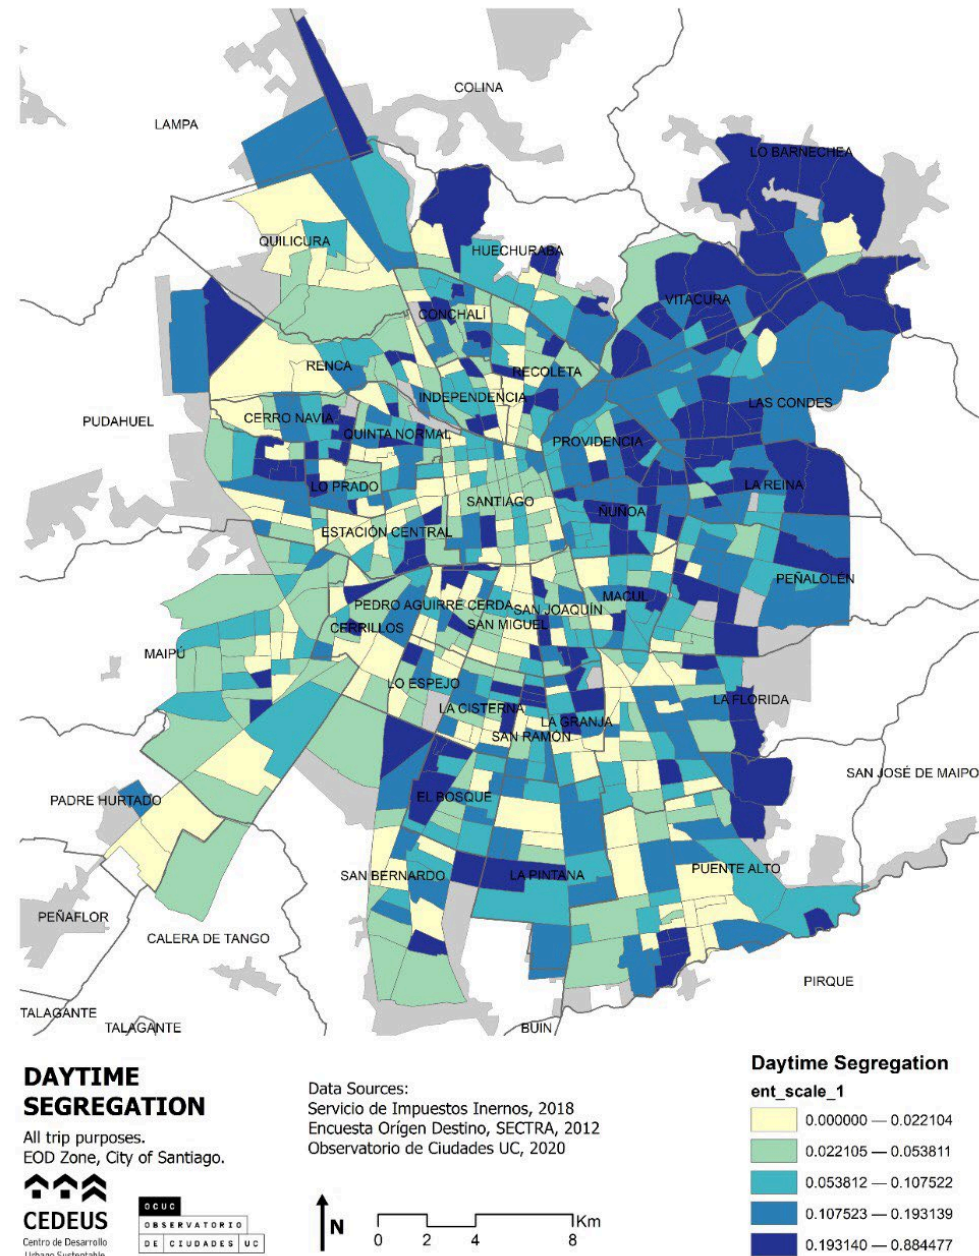 COLINA
LAMPA
LO BARNECHEA
QUILICURA
HUECHURABA
VITACURA
CONCHALÍ
RENCA
RECOLETA
INDEPENDENCIA
LAS CONDES
CERRO NAVIA
PUDAHUEL
QUINTA NORMAL
PROVIDENCIA
LO PRADO
LA REINA
SANTIAGO
ÑUÑOA
ESTACIÓN CENTRAL
PEÑALOLÉN
MACUL
PEDRO AGUIRRE CERDA
SAN JOAQUÍN
CERRILLOS
SAN MIGUEL
MAIPÚ
LO ESPEJO
LA FLORIDA
LA CISTERNA
LA GRANJA
SAN RAMÓN
SAN JOSÉ DE MAIPO
PADRE HURTADO
EL BOSQUE
SAN BERNARDO
LA PINTANA
PUENTE ALTO
PEÑAFLOR
CALERA DE TANGO
PIRQUE
TALAGANTE
TALAGANTE
BUIN
DAYTIME
SEGREGATION
All trip purposes.
EOD Zone, City of Santiago.
CEDEUS
Centro de Desarrollo
Urbano Sustentable
OCUC
OBSERVATORIO
DE CIUDADES UC
Data Sources:
Servicio de Impuestos Inernos, 2018
Encuesta Orígen Destino, SECTRA, 2012
Observatorio de Ciudades UC, 2020
N
Km
0 2 4 8
Daytime Segregation
ent_scale_1
0.000000 — 0.022104
0.022105 — 0.053811
0.053812 — 0.107522
0.107523 — 0.193139
0.193140 — 0.884477